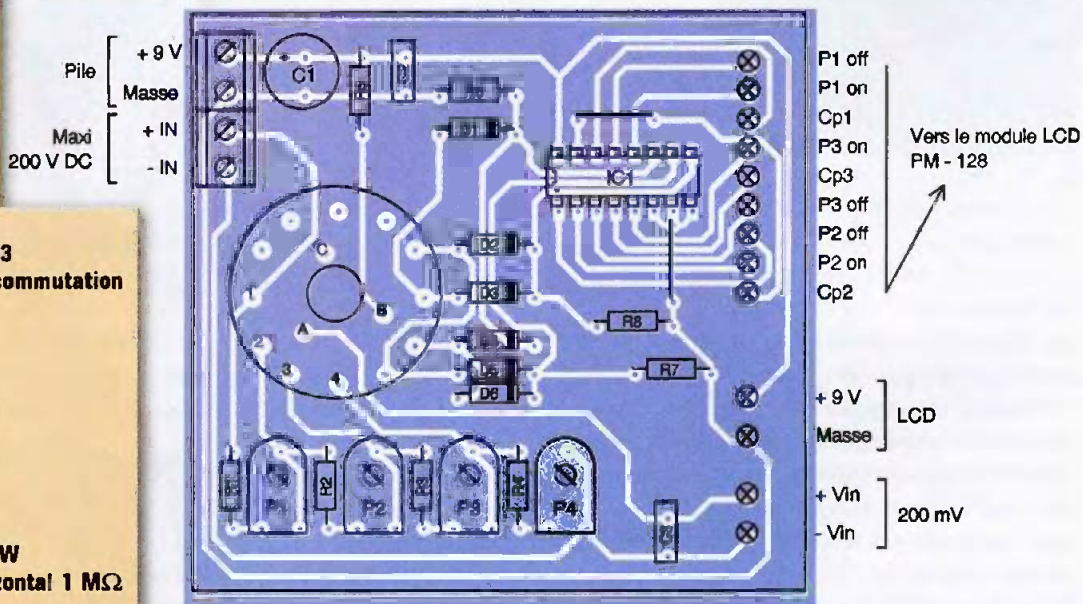 3
commutation
W
zontal 1 MΩ
Pile
+ 9 V
Masse
Maxi
200 V DC
+ IN
- IN
C1
IC1
C
B
A
1
2
3
4
D2
D3
D6
R8
R7
R2
R3
R4
P1
P2
P3
P4
P1 off
P1 on
Cp1
P3 on
Cp3
P3 off
P2 off
P2 on
Cp2
Vers le module LCD
PM - 128
+ 9 V
Masse
LCD
+ Vin
- Vin
200 mV